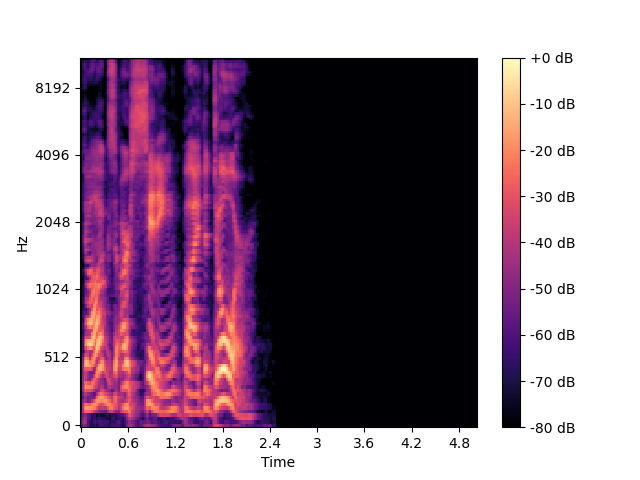 +0 dB
8192
-10 dB
4096
-20 dB
-30 dB
2048
Hz
-40 dB
1024
-50 dB
512
-60 dB
-70 dB
0
-80 dB
0 0.6 1.2 1.8 2.4 3 3.6 4.2 4.8
Time